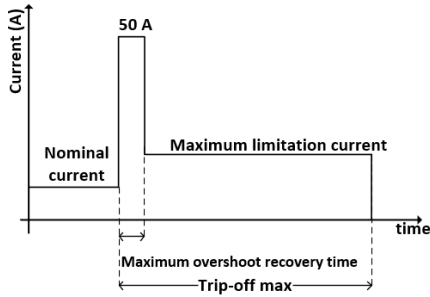 Current (A)
50 A
Nominal
current
Maximum limitation current
time
Maximum overshoot recovery time
Trip-off max